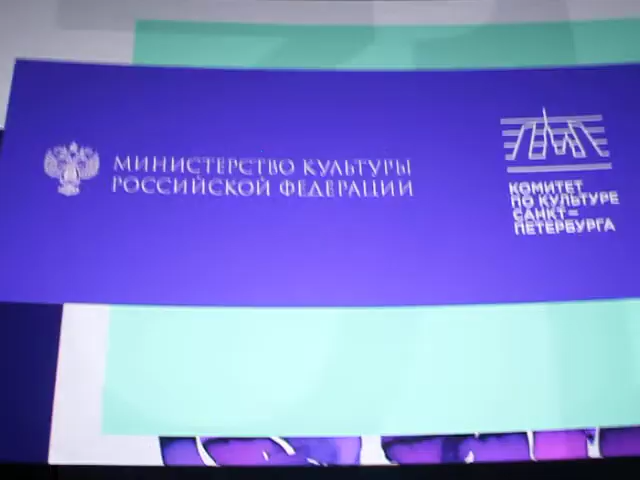 МИНИСТЕРСТВО КУЛЬТУРЫ
РОССИЙСКОЙ ФЕДЕРАЦИИ
КОМИТЕТ
ПО КУЛЬТУРЕ
САНКТ-
ПЕТЕРБУРГА